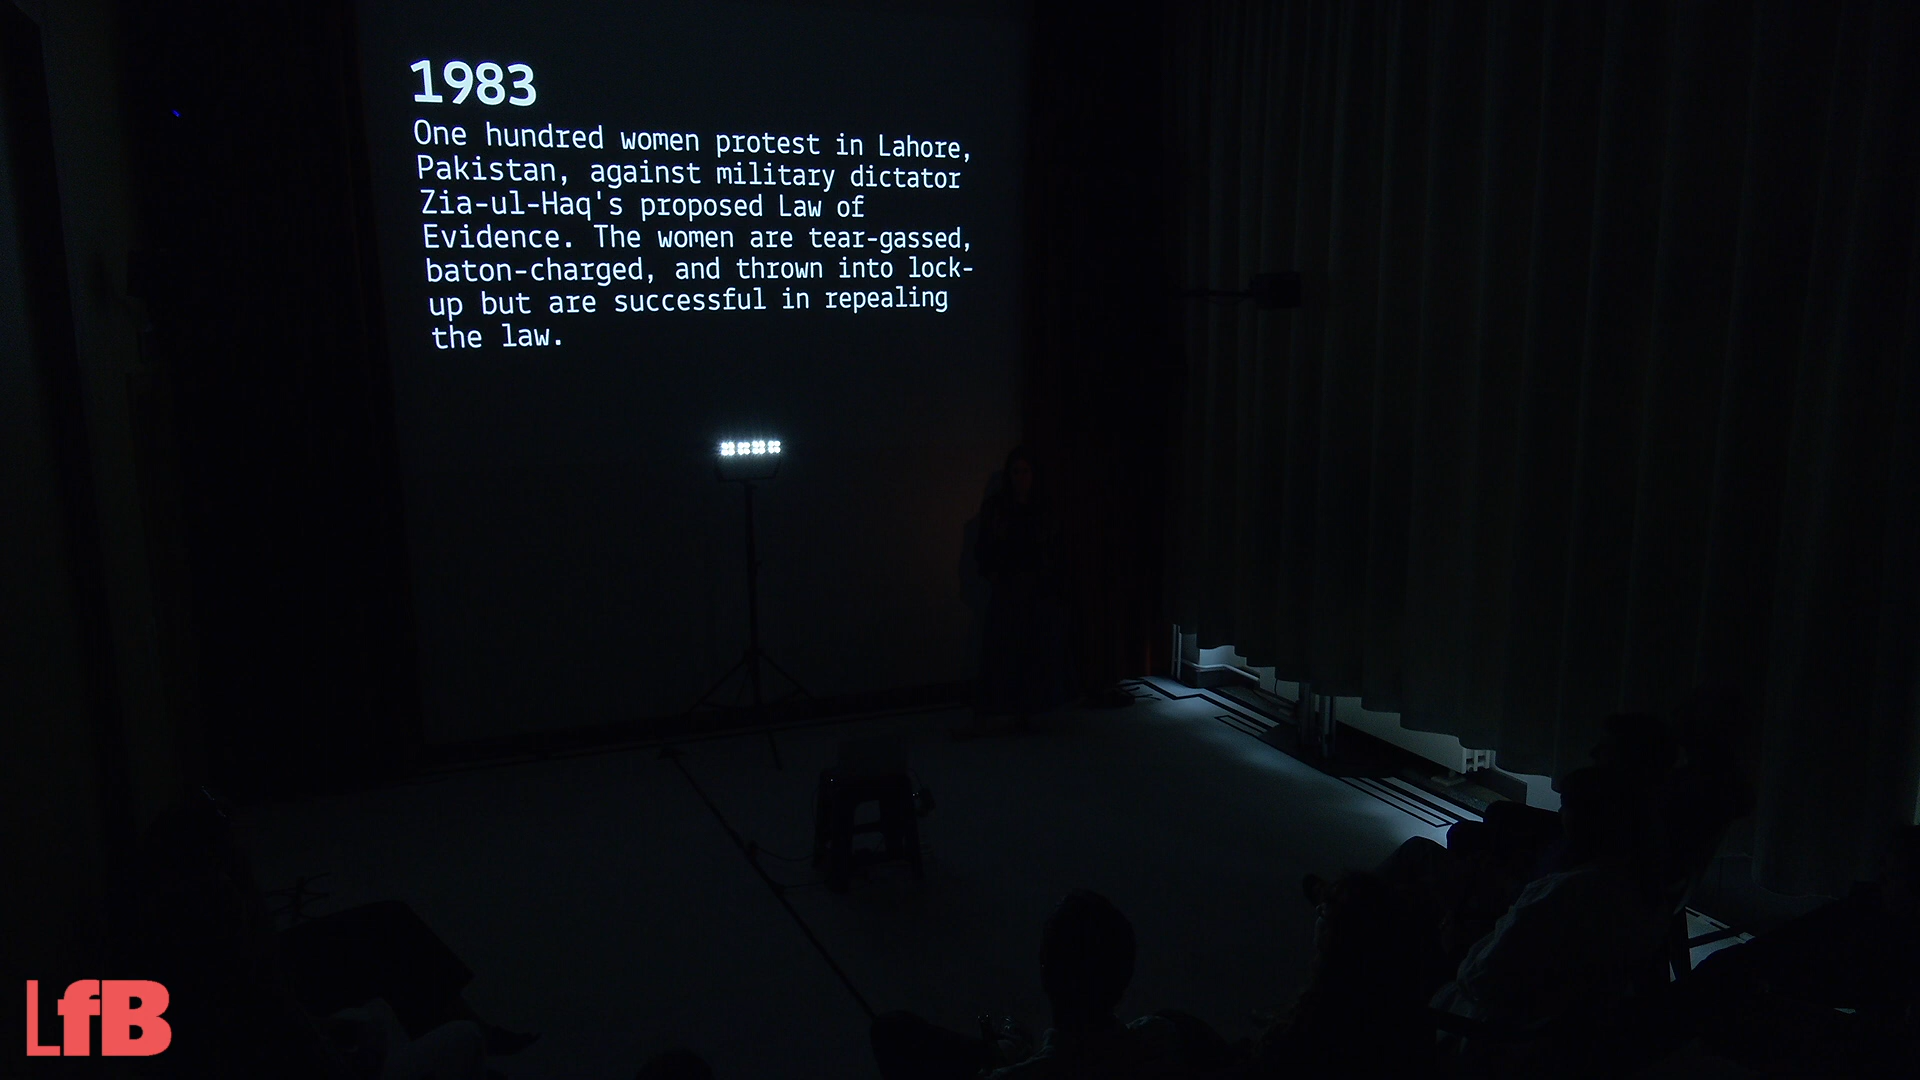 1983
One hundred women protest in Lahore,
Pakistan, against military dictator
Zia-ul-Haq's proposed Law of
Evidence. The women are tear-gassed,
baton-charged, and thrown into lock-
up but are successful in repealing
the law.
LfB